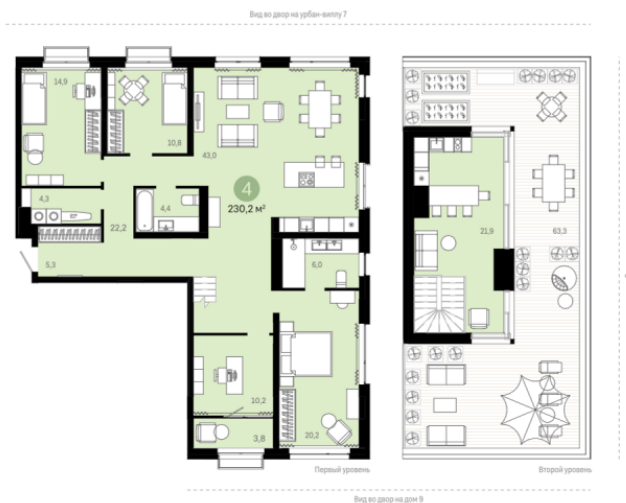 Вид во двор на урбан-виллу 7
14,9
10,8
43,0
4,3
4,4
22,2
4
230,2 м²
5,3
6,0
21,9
63,3
10,2
3,8
20,2
Первый уровень
Второй уровень
Вид во двор на дом 9